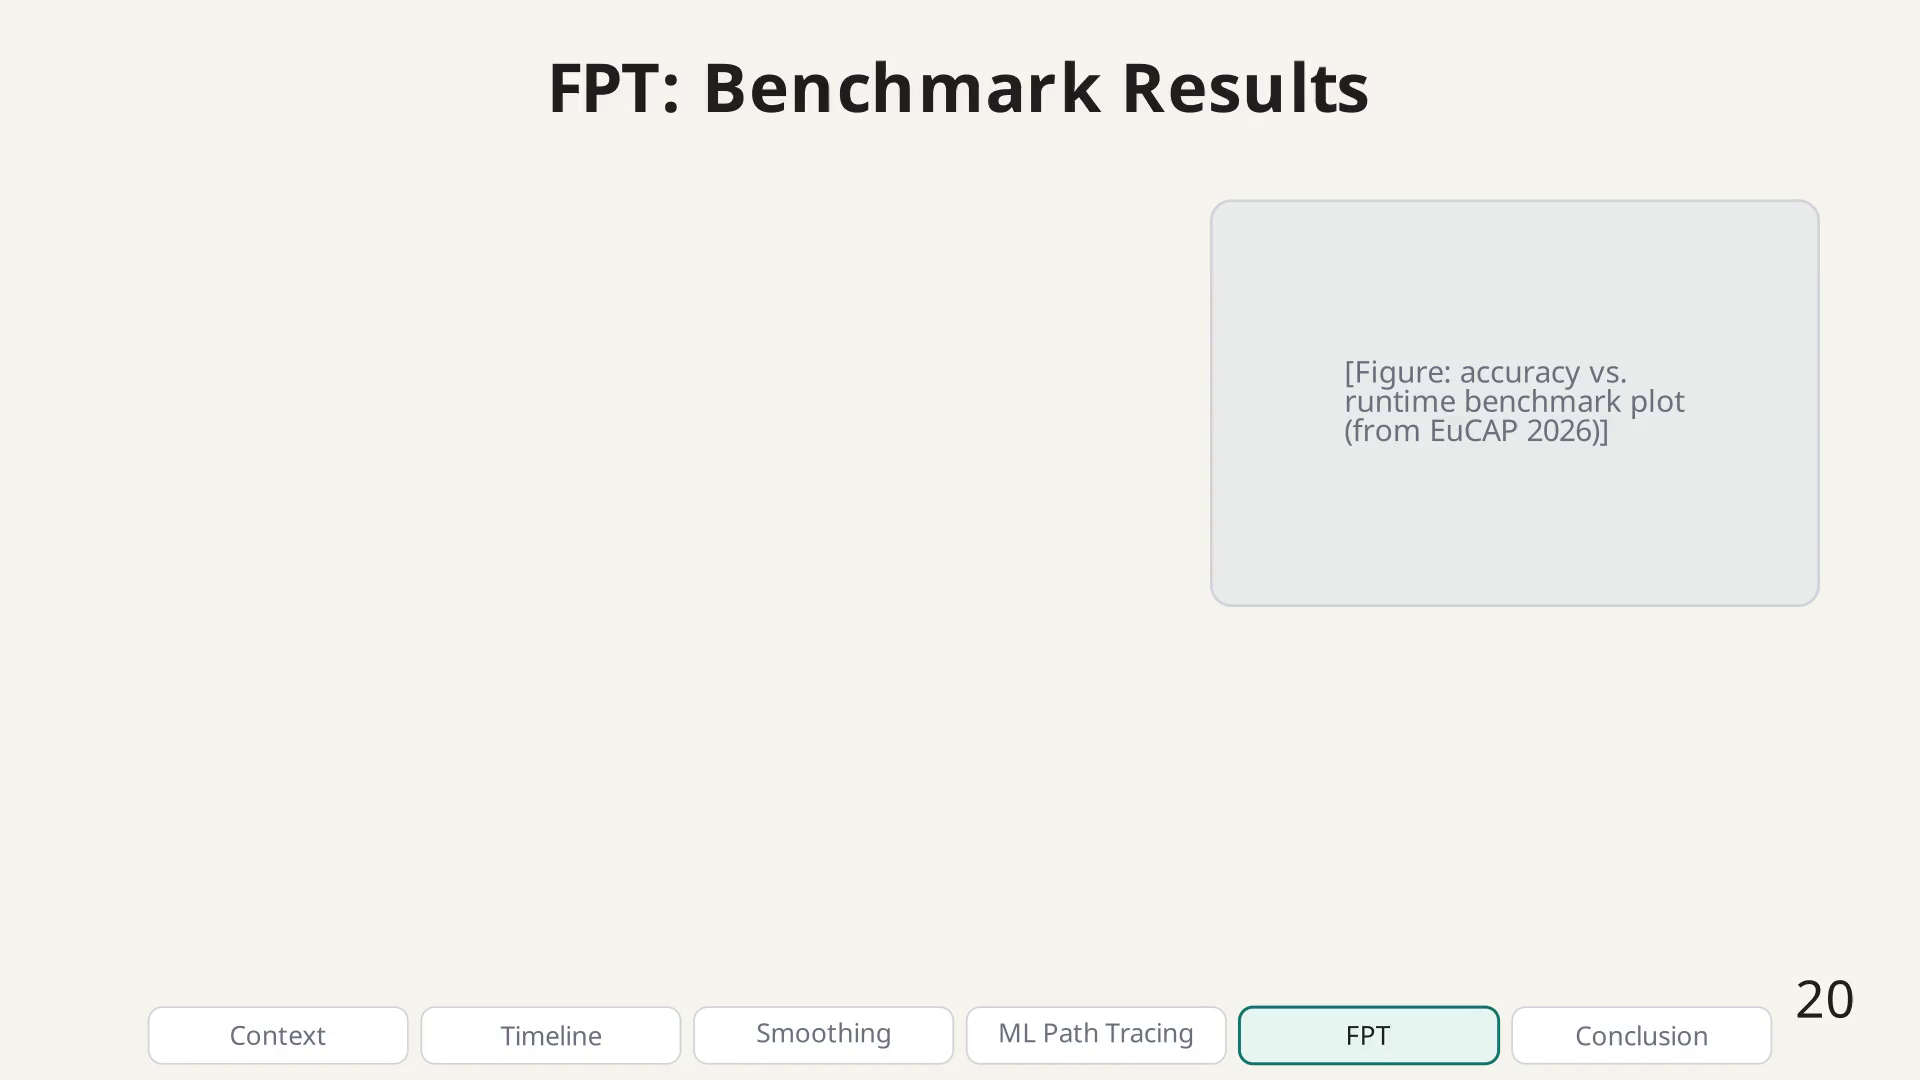 FPT: Benchmark Results
[Figure: accuracy vs.
runtime benchmark plot
(from EuCAP 2026)]
Context
Timeline
Smoothing
ML Path Tracing
FPT
Conclusion
20